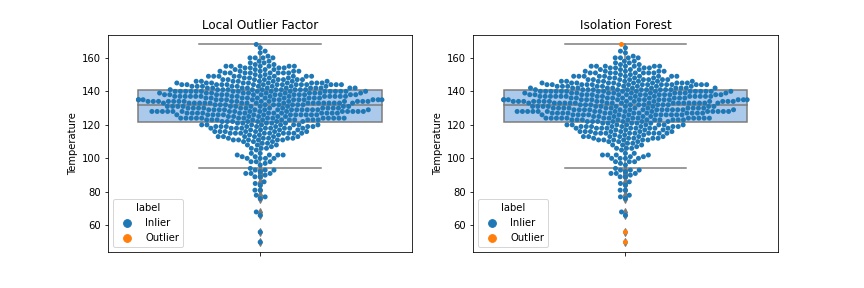 Local Outlier Factor
Temperature
160
140
120
100
80
60
label
Inlier
Outlier
Isolation Forest
Temperature
160
140
120
100
80
60
label
Inlier
Outlier